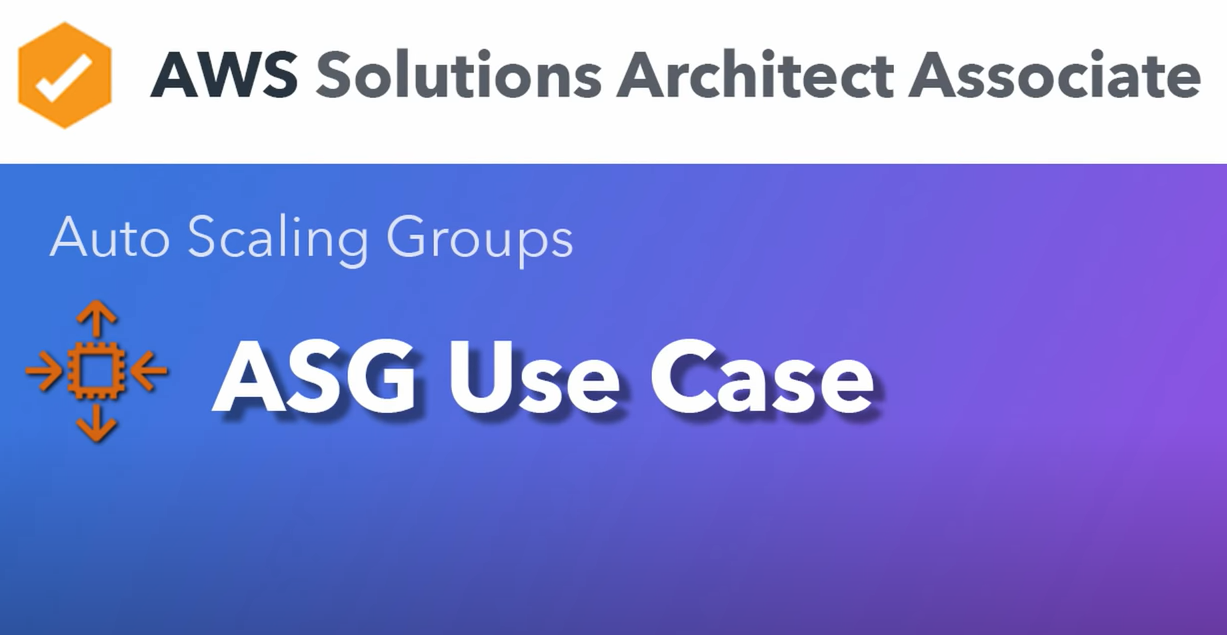 AWS Solutions Architect Associate
Auto Scaling Groups
ASG Use Case